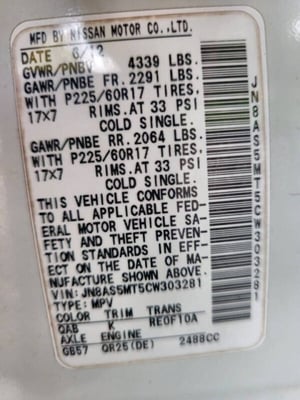 MFD BY NISSAN MOTOR CO.,LTD.
DATE 6/12
GVWR/PNBV 4339 LBS.
GAWR/PNBE FR. 2291 LBS.
WITH P225/60R17 TIRES,
17x7 RIMS.AT 33 PSI
COLD SINGLE.
GAWR/PNBE RR. 2064 LBS.
WITH P225/60R17 TIRES,
17x7 RIMS.AT 33 PSI
COLD SINGLE.
THIS VEHICLE CONFORMS
TO ALL APPLICABLE FED-
ERAL MOTOR VEHICLE SA-
FETY AND THEFT PREVEN-
TION STANDARDS IN EFF-
ECT ON THE DATE OF MA-
NUFACTURE SHOWN ABOVE.
VIN:JN8AS5MT5CW303281
TYPE: MPV
COLOR TRIM TRANS
QAB K RE0F10A
AXLE ENGINE
GB57 QR25(DE) 2488CC
JN8AS5MT5CW303281